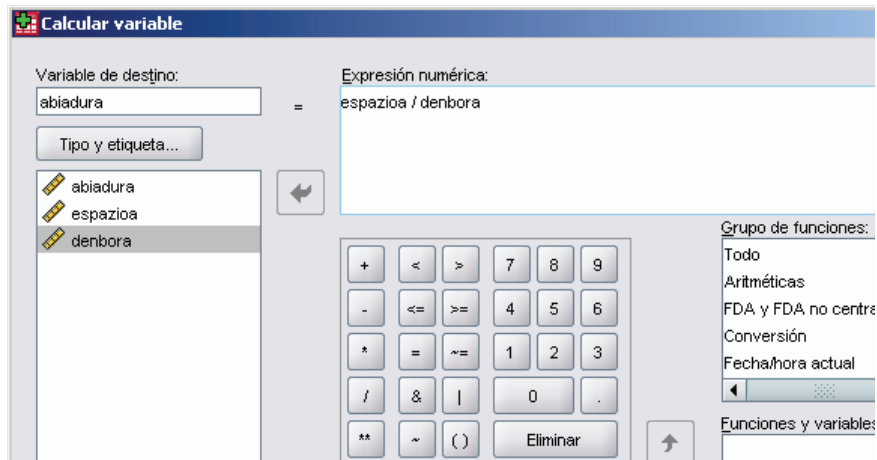 Calcular variable
Variable de destino:
abiadura
=
Expresión numérica:
espazioa / denbora
Tipo y etiqueta...
abiadura
espazioa
denbora
+ < > 7 8 9
- <= >= 4 5 6
* = ~= 1 2 3
/ & | 0 .
** ~ ( ) Eliminar
Grupo de funciones:
Todo
Aritméticas
FDA y FDA no centra
Conversión
Fecha/hora actual
Funciones y variables